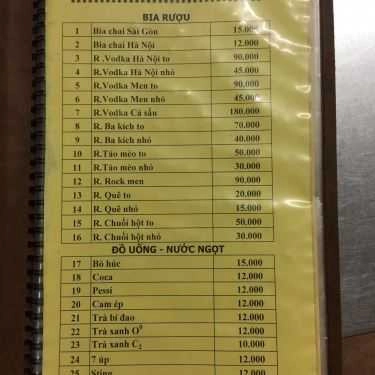 BIA RƯỢU
1 Bia chai Sài Gòn 15.000
2 Bia chai Hà Nội 12.000
3 R .Vodka Hà Nội to 90.000
4 R.Vodka Hà Nội nhỏ 45.000
5 R.Vodka Men to 90.000
6 R.Vodka Men nhỏ 45.000
7 R.Vodka Cá sấu 180.000
8 R. Ba kích to 70.000
9 R. Ba kích nhỏ 40.000
10 R.Táo mèo to 50.000
11 R.Táo mèo nhỏ 30.000
12 R. Rock men 90.000
13 R. Quế to 20.000
14 R. Quế nhỏ 15.000
15 R. Chuối hột to 50.000
16 R. Chuối hột nhỏ 30.000
ĐỒ UỐNG - NƯỚC NGỌT
17 Bò húc 15.000
18 Coca 12.000
19 Pessi 12.000
20 Cam ép 12.000
21 Trà bí đao 12.000
22 Trà xanh O⁰ 12.000
23 Trà xanh C₂ 10.000
24 7 úp 12.000
25 Sting 12.000